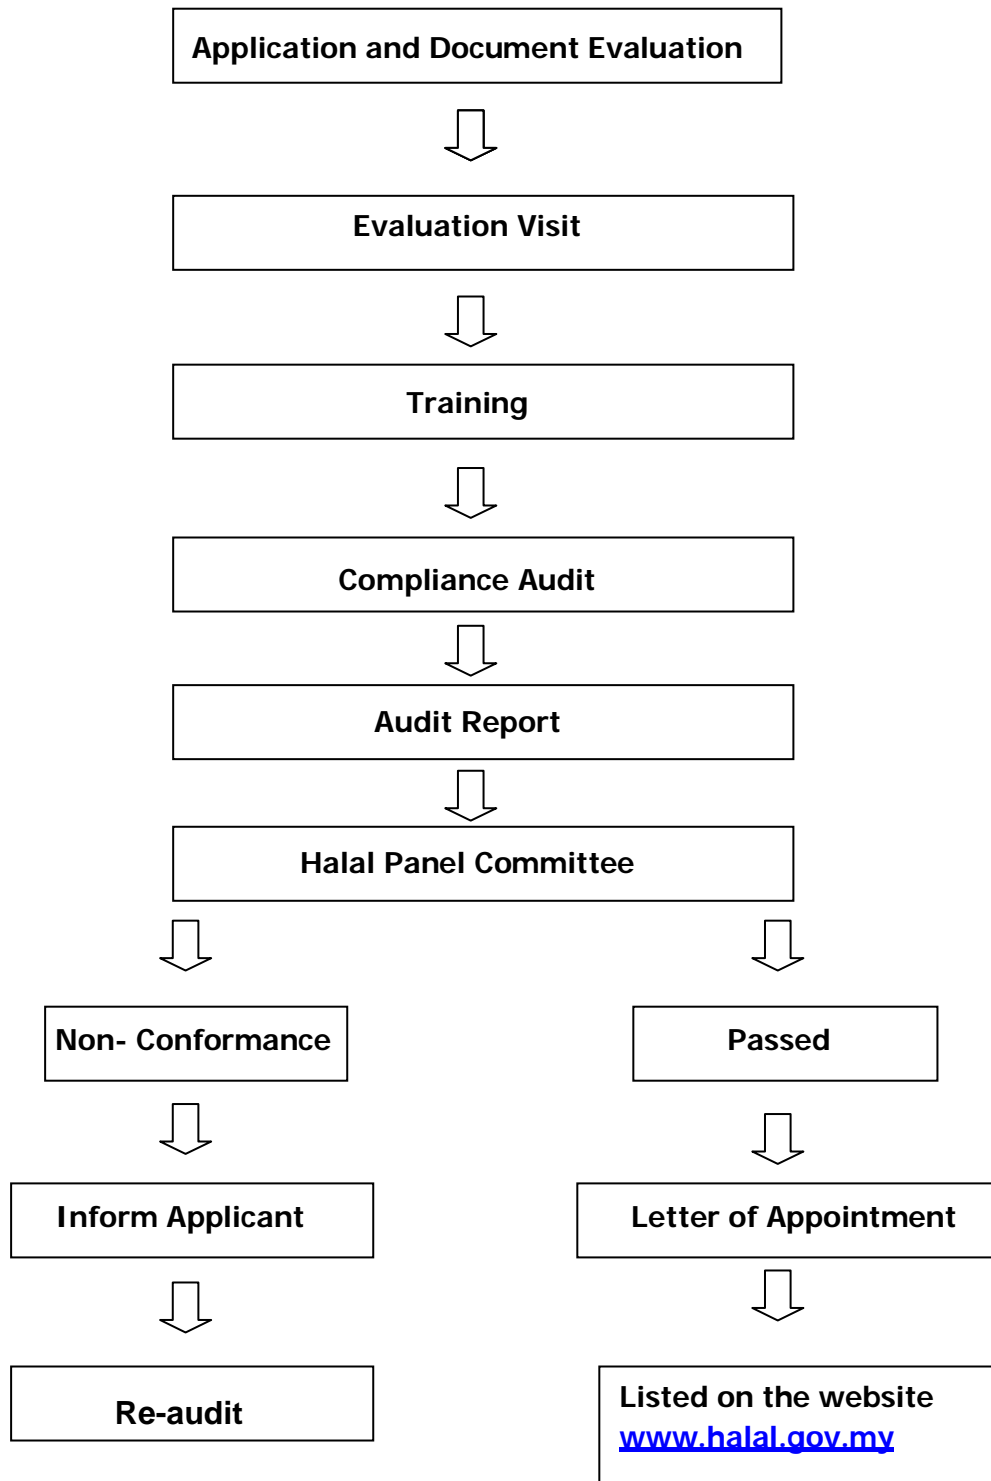 Application and Document Evaluation
Evaluation Visit
Training
Compliance Audit
Audit Report
Halal Panel Committee
Non- Conformance
Passed
Inform Applicant
Letter of Appointment
Re-audit
Listed on the website
www.halal.gov.my